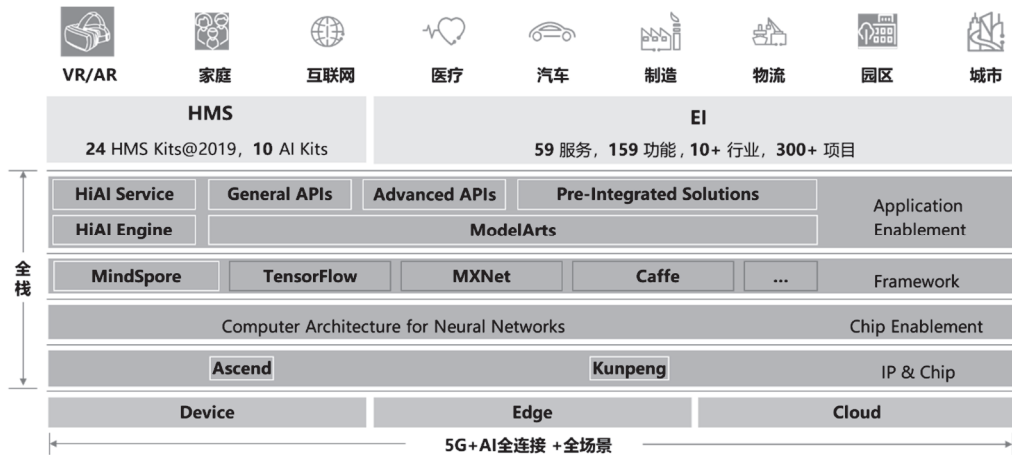 VR/AR 家庭 互联网 医疗 汽车 制造 物流 园区 城市
HMS
24 HMS Kits@2019，10 AI Kits
EI
59 服务，159 功能，10+ 行业，300+ 项目
全栈
HiAI Service General APIs Advanced APIs Pre-Integrated Solutions
HiAI Engine ModelArts
Application
Enablement
MindSpore TensorFlow MXNet Caffe ... Framework
Computer Architecture for Neural Networks Chip Enablement
Ascend Kunpeng IP & Chip
Device Edge Cloud
5G+AI全连接 +全场景